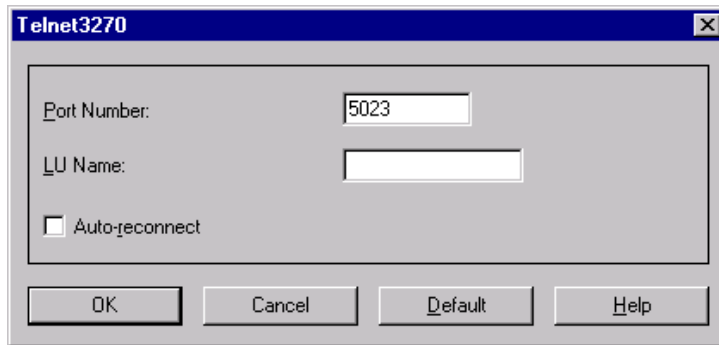 Telnet3270
Port Number: 5023
LU Name:
Auto-reconnect
OK Cancel Default Help